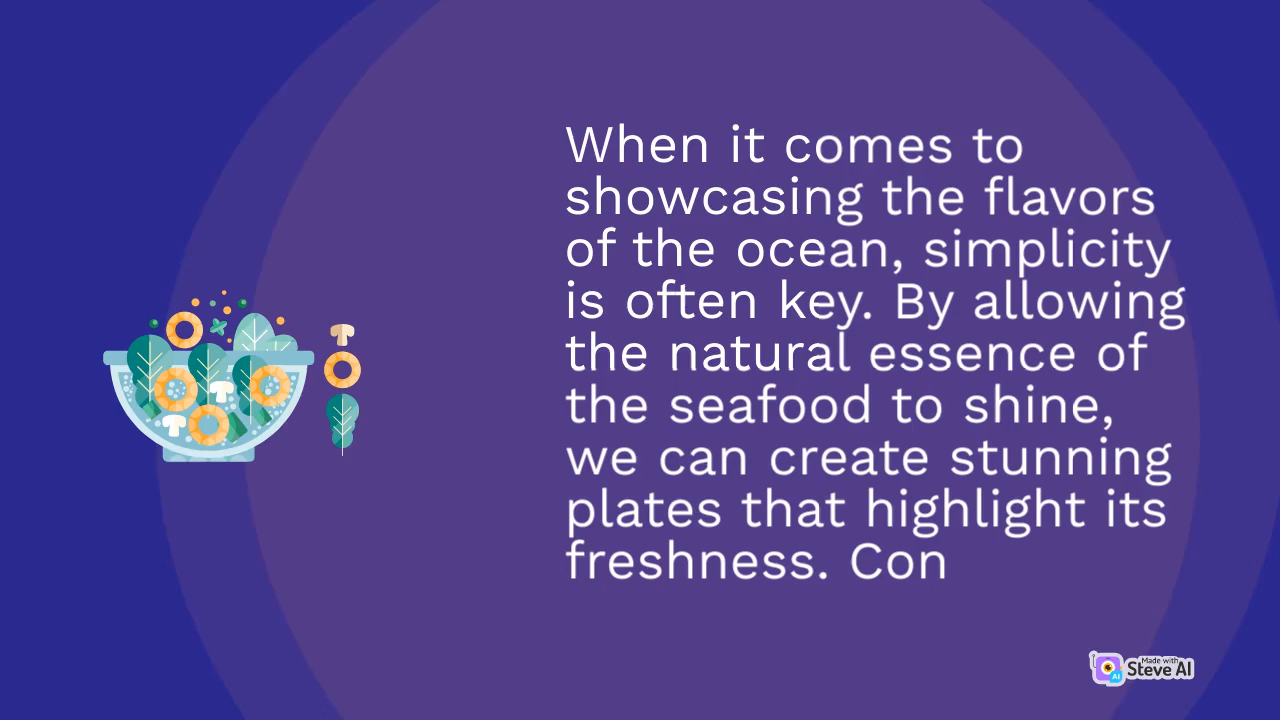 When it comes to
showcasing the flavors
of the ocean, simplicity
is often key. By allowing
the natural essence of
the seafood to shine,
we can create stunning
plates that highlight its
freshness. Con
Made with
Steve AI
AI